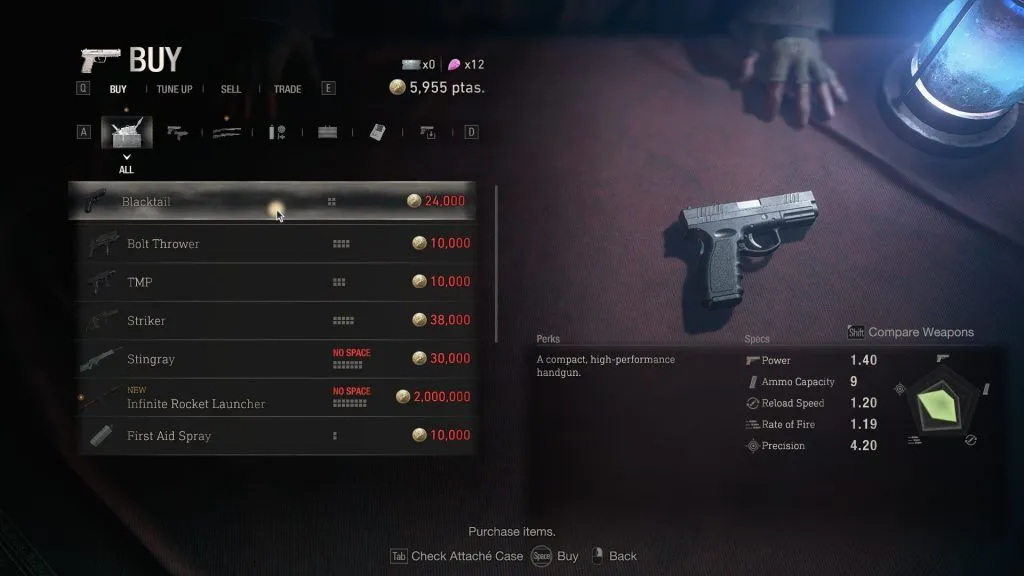 BUY
x0 | x12
Q BUY TUNE UP SELL TRADE E
5,955 ptas.
A D
ALL
Blacktail 24,000
Bolt Thrower 10,000
TMP 10,000
Striker 38,000
Stingray NO SPACE 30,000
NEW
Infinite Rocket Launcher NO SPACE 2,000,000
First Aid Spray 10,000
Shift Compare Weapons
Perks
A compact, high-performance
handgun.
Specs
Power 1.40
Ammo Capacity 9
Reload Speed 1.20
Rate of Fire 1.19
Precision 4.20
Purchase items.
Tab Check Attaché Case Space Buy Back